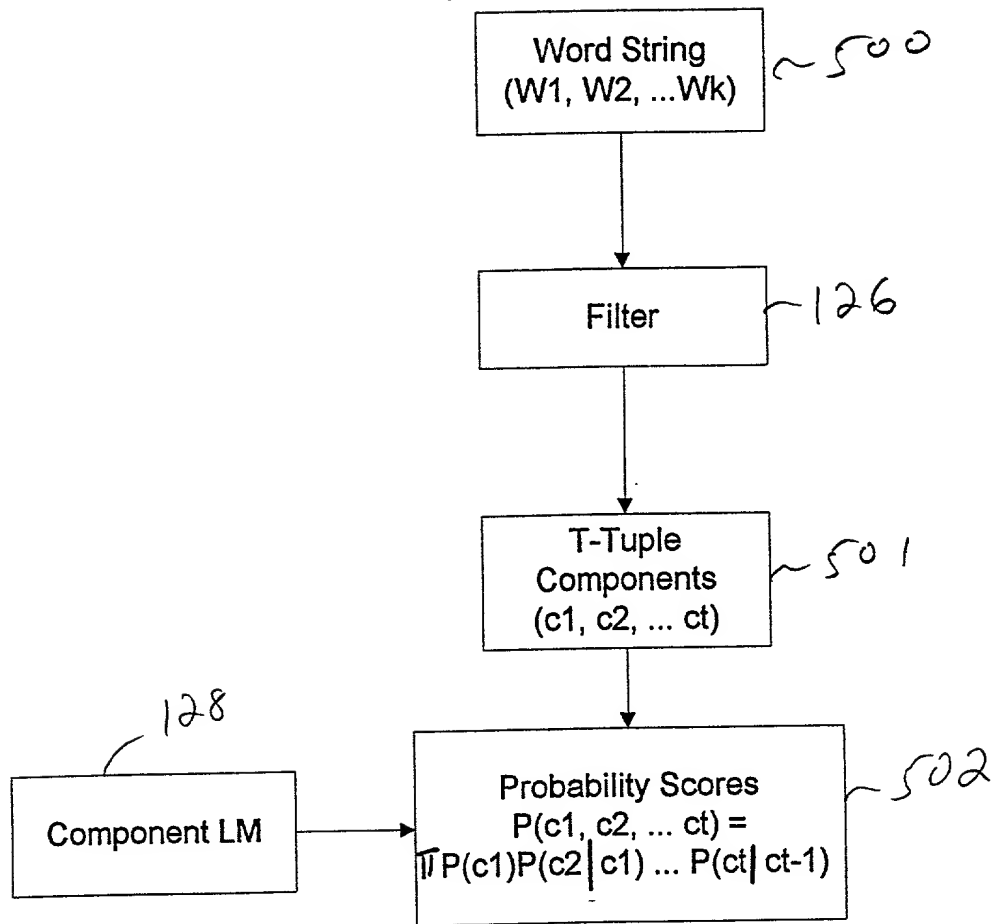 Word String
(W1, W2, ...Wk)
500
Filter
126
T-Tuple
Components
(c1, c2, ... ct)
501
128
Component LM
Probability Scores
P(c1, c2, ... ct) =
πP(c1)P(c2|c1) ... P(ct|ct-1)
502